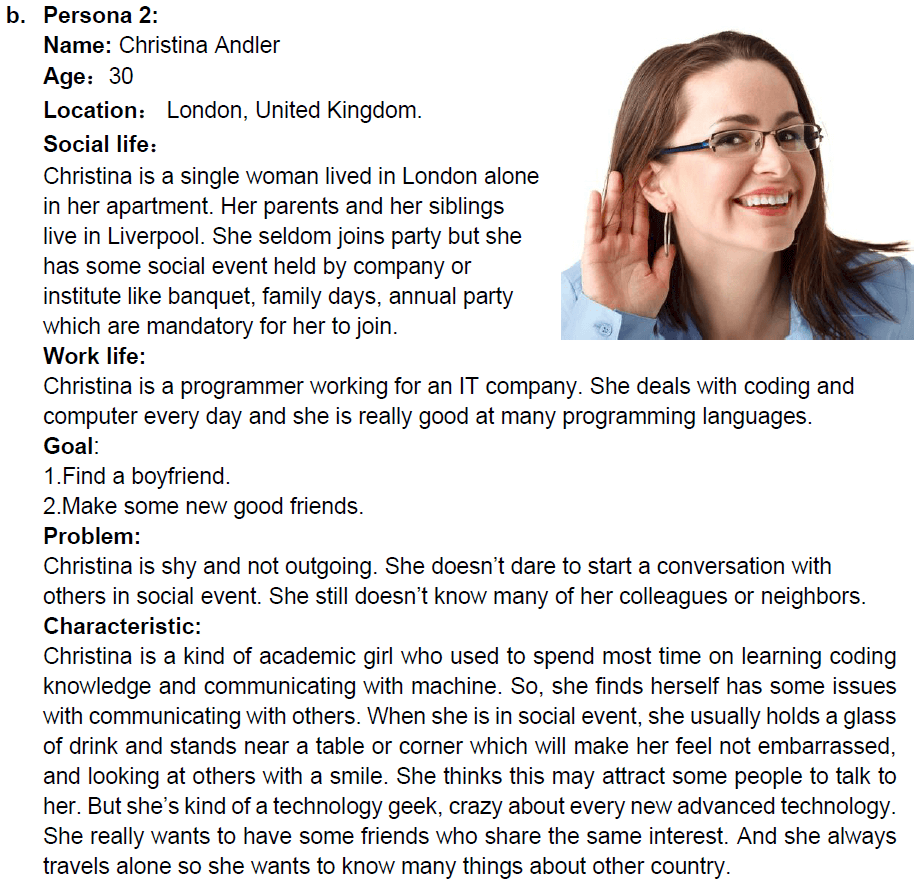 b. Persona 2:
Name: Christina Andler
Age：30
Location： London, United Kingdom.
Social life：
Christina is a single woman lived in London alone
in her apartment. Her parents and her siblings
live in Liverpool. She seldom joins party but she
has some social event held by company or
institute like banquet, family days, annual party
which are mandatory for her to join.
Work life:
Christina is a programmer working for an IT company. She deals with coding and
computer every day and she is really good at many programming languages.
Goal:
1.Find a boyfriend.
2.Make some new good friends.
Problem:
Christina is shy and not outgoing. She doesn’t dare to start a conversation with
others in social event. She still doesn’t know many of her colleagues or neighbors.
Characteristic:
Christina is a kind of academic girl who used to spend most time on learning coding
knowledge and communicating with machine. So, she finds herself has some issues
with communicating with others. When she is in social event, she usually holds a glass
of drink and stands near a table or corner which will make her feel not embarrassed,
and looking at others with a smile. She thinks this may attract some people to talk to
her. But she’s kind of a technology geek, crazy about every new advanced technology.
She really wants to have some friends who share the same interest. And she always
travels alone so she wants to know many things about other country.